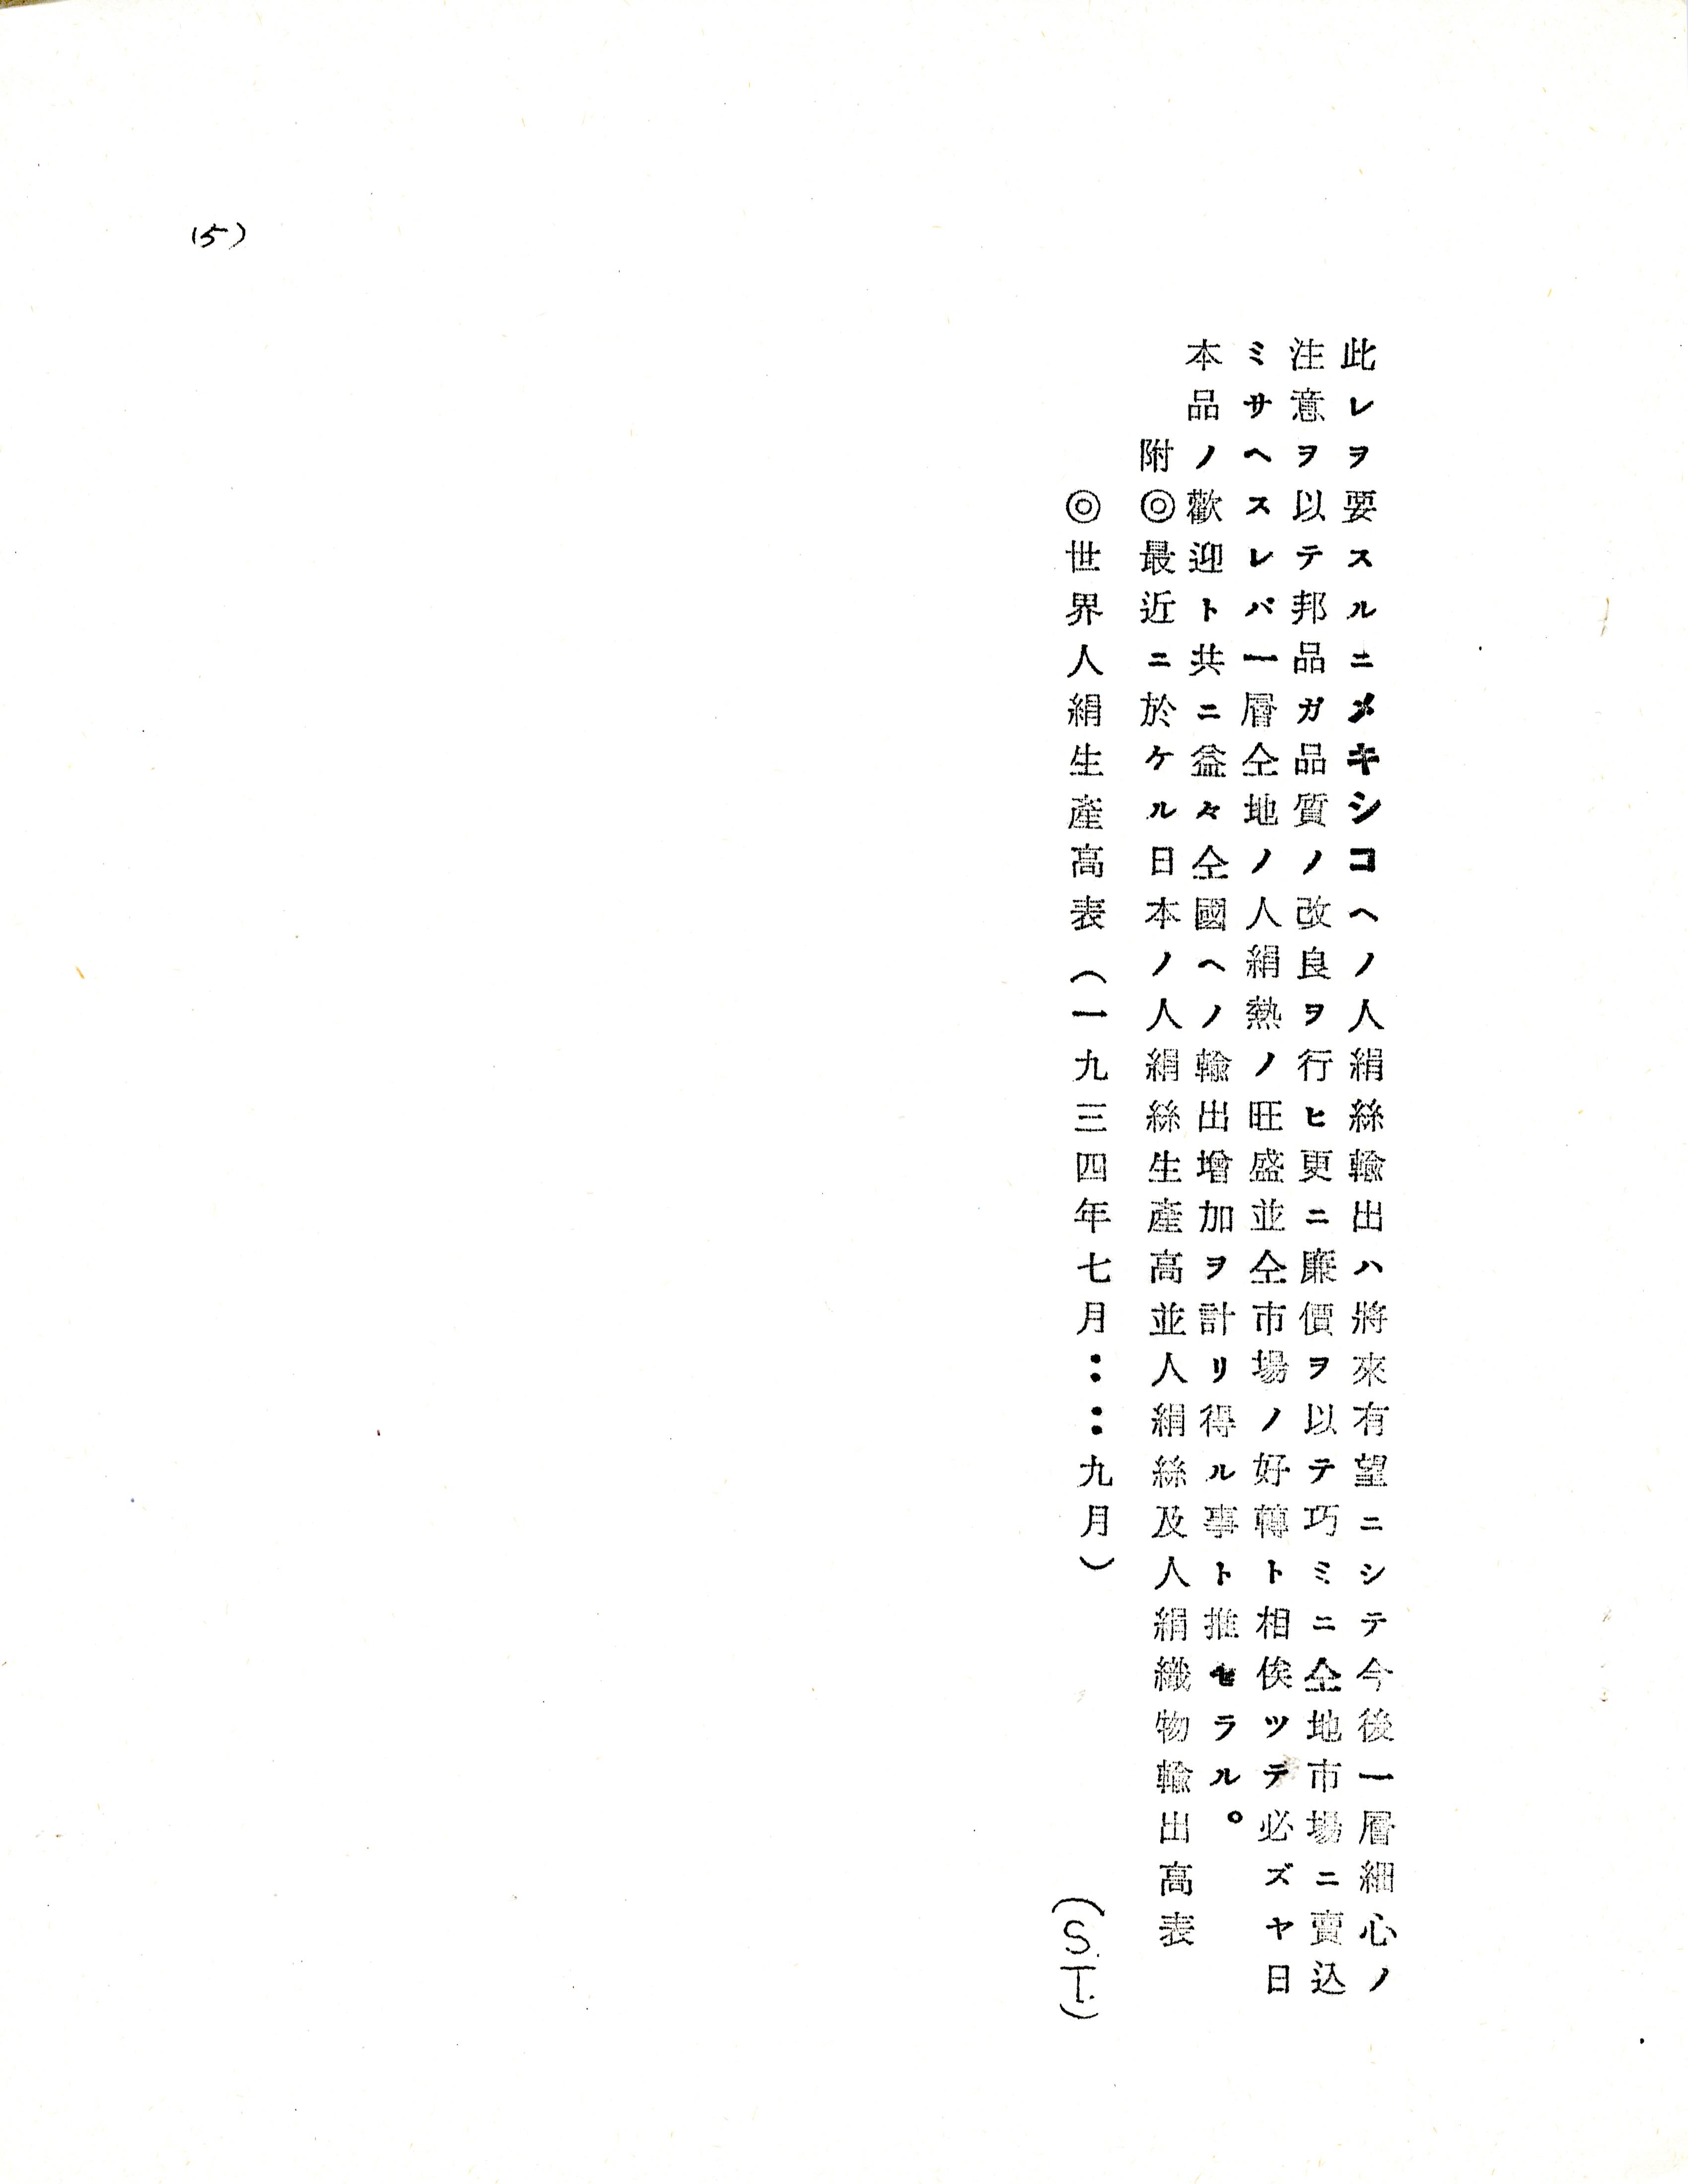 此レヲ要スルニメキシコヘノ人絹絲輸出ハ將來有望ニシテ今後一層細心ノ
注意ヲ以テ邦品ガ品質ノ改良ヲ行ヒ更ニ廉價ヲ以テ巧ミニ仝地市場ニ賣込
ミサヘスレバ一層仝地ノ人絹熱ノ旺盛並仝市場ノ好轉ト相俟ツテ必ズヤ日
本品ノ歡迎ト共ニ益々仝國ヘノ輸出增加ヲ計リ得ル事ト推セラル。
附◎最近ニ於ケル日本ノ人絹絲生產高並人絹絲及人絹織物輸出高表
◎世界人絹生產高表(一九三四年七月::九月)
(S.T.)
(5)